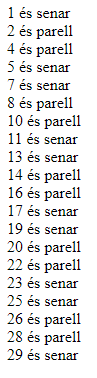 1 és senar
2 és parell
4 és parell
5 és senar
7 és senar
8 és parell
10 és parell
11 és senar
13 és senar
14 és parell
16 és parell
17 és senar
19 és senar
20 és parell
22 és parell
23 és senar
25 és senar
26 és parell
28 és parell
29 és senar